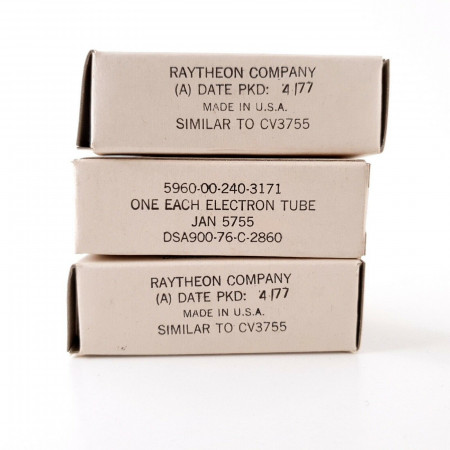 RAYTHEON COMPANY
(A) DATE PKD: 4/77
MADE IN U.S.A.
SIMILAR TO CV3755
5960-00-240-3171
ONE EACH ELECTRON TUBE
JAN 5755
DSA900-76-C-2860
RAYTHEON COMPANY
(A) DATE PKD: 4/77
MADE IN U.S.A.
SIMILAR TO CV3755